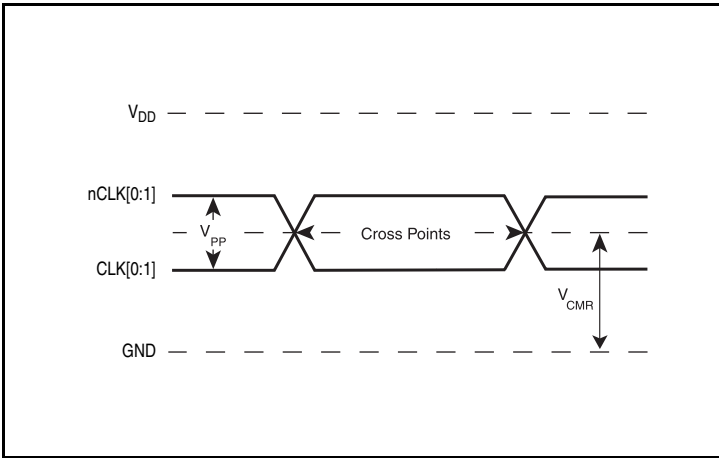 VDD
nCLK[0:1]
VPP
Cross Points
CLK[0:1]
VCMR
GND